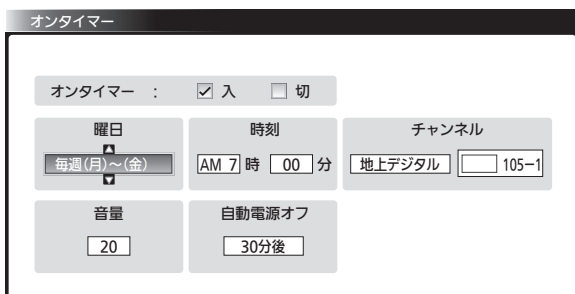 オンタイマー
オンタイマー : 入 切
曜日
毎週(月)～(金)
時刻
AM 7 時 00 分
チャンネル
地上デジタル 105-1
音量
20
自動電源オフ
30分後